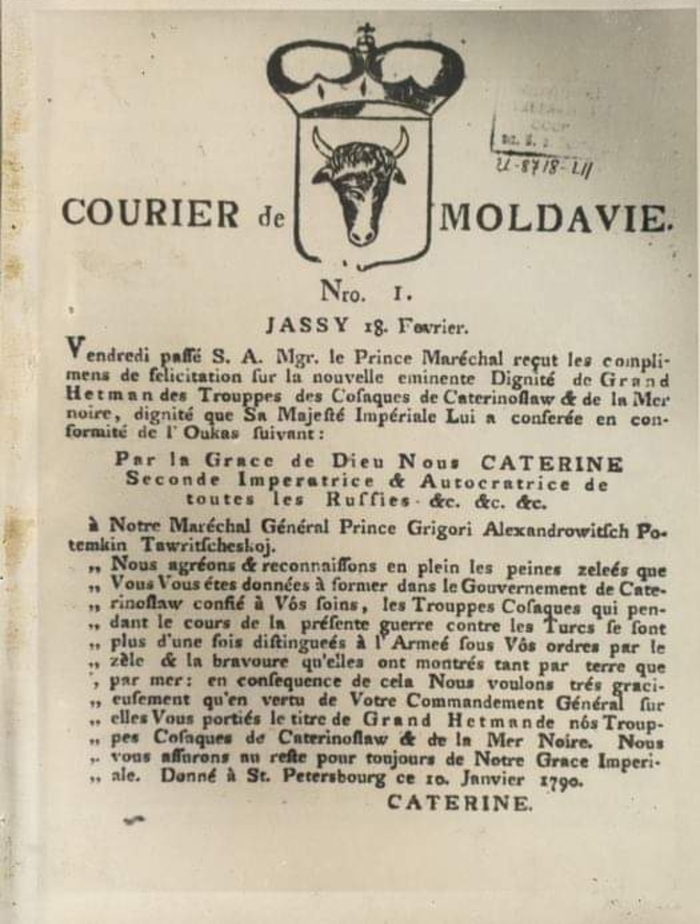 COURIER de MOLDAVIE.
CCCP
Nro. 1.
JASSY 18. Fevrier.
Vendredi paſſé S. A. Mgr. le Prince Maréchal reçut les compli-
mens de felicitation ſur la nouvelle eminente Dignité de Grand
Hetman des Trouppes des Coſaques de Caterinoſlaw & de la Mer
noire, dignité que Sa Majeſté Impériale Lui a conferée en con-
formité de l' Oukas ſuivant:
Par la Grace de Dieu Nous CATERINE
Seconde Imperatrice & Autocratrice de
toutes les Ruſſies &c. &c. &c.
à Notre Maréchal Général Prince Grigori Alexandrowitſch Po-
temkin Tawritſcheskoj.
„ Nous agréons & reconnaiſſons en plein les peines zeleés que
„ Vous Vous étes données à former dans le Gouvernement de Cate-
„ rinoſlaw confié à Vós ſoins, les Trouppes Coſaques qui pen-
„ dant le cours de la préſente guerre contre les Turcs ſe ſont
„ plus d'une fois diſtingueés à l' Armeé ſous Vôs ordres par le
„ zèle & la bravoure qu'elles ont montrés tant par terre que
„ par mer: en conſequence de cela Nous voulons trés graci-
„ euſement qu'en vertu de Votre Commandement Général ſur
„ elles Vous portiés le titre de Grand Hetman de nós Troup-
„ pes Coſaques de Caterinoſlaw & de la Mer Noire. Nous
„ vous aſſurons au reſte pour toujours de Notre Grace Imperi-
„ ale. Donné à St. Petersbourg ce 10. Janvier 1790.
CATERINE.